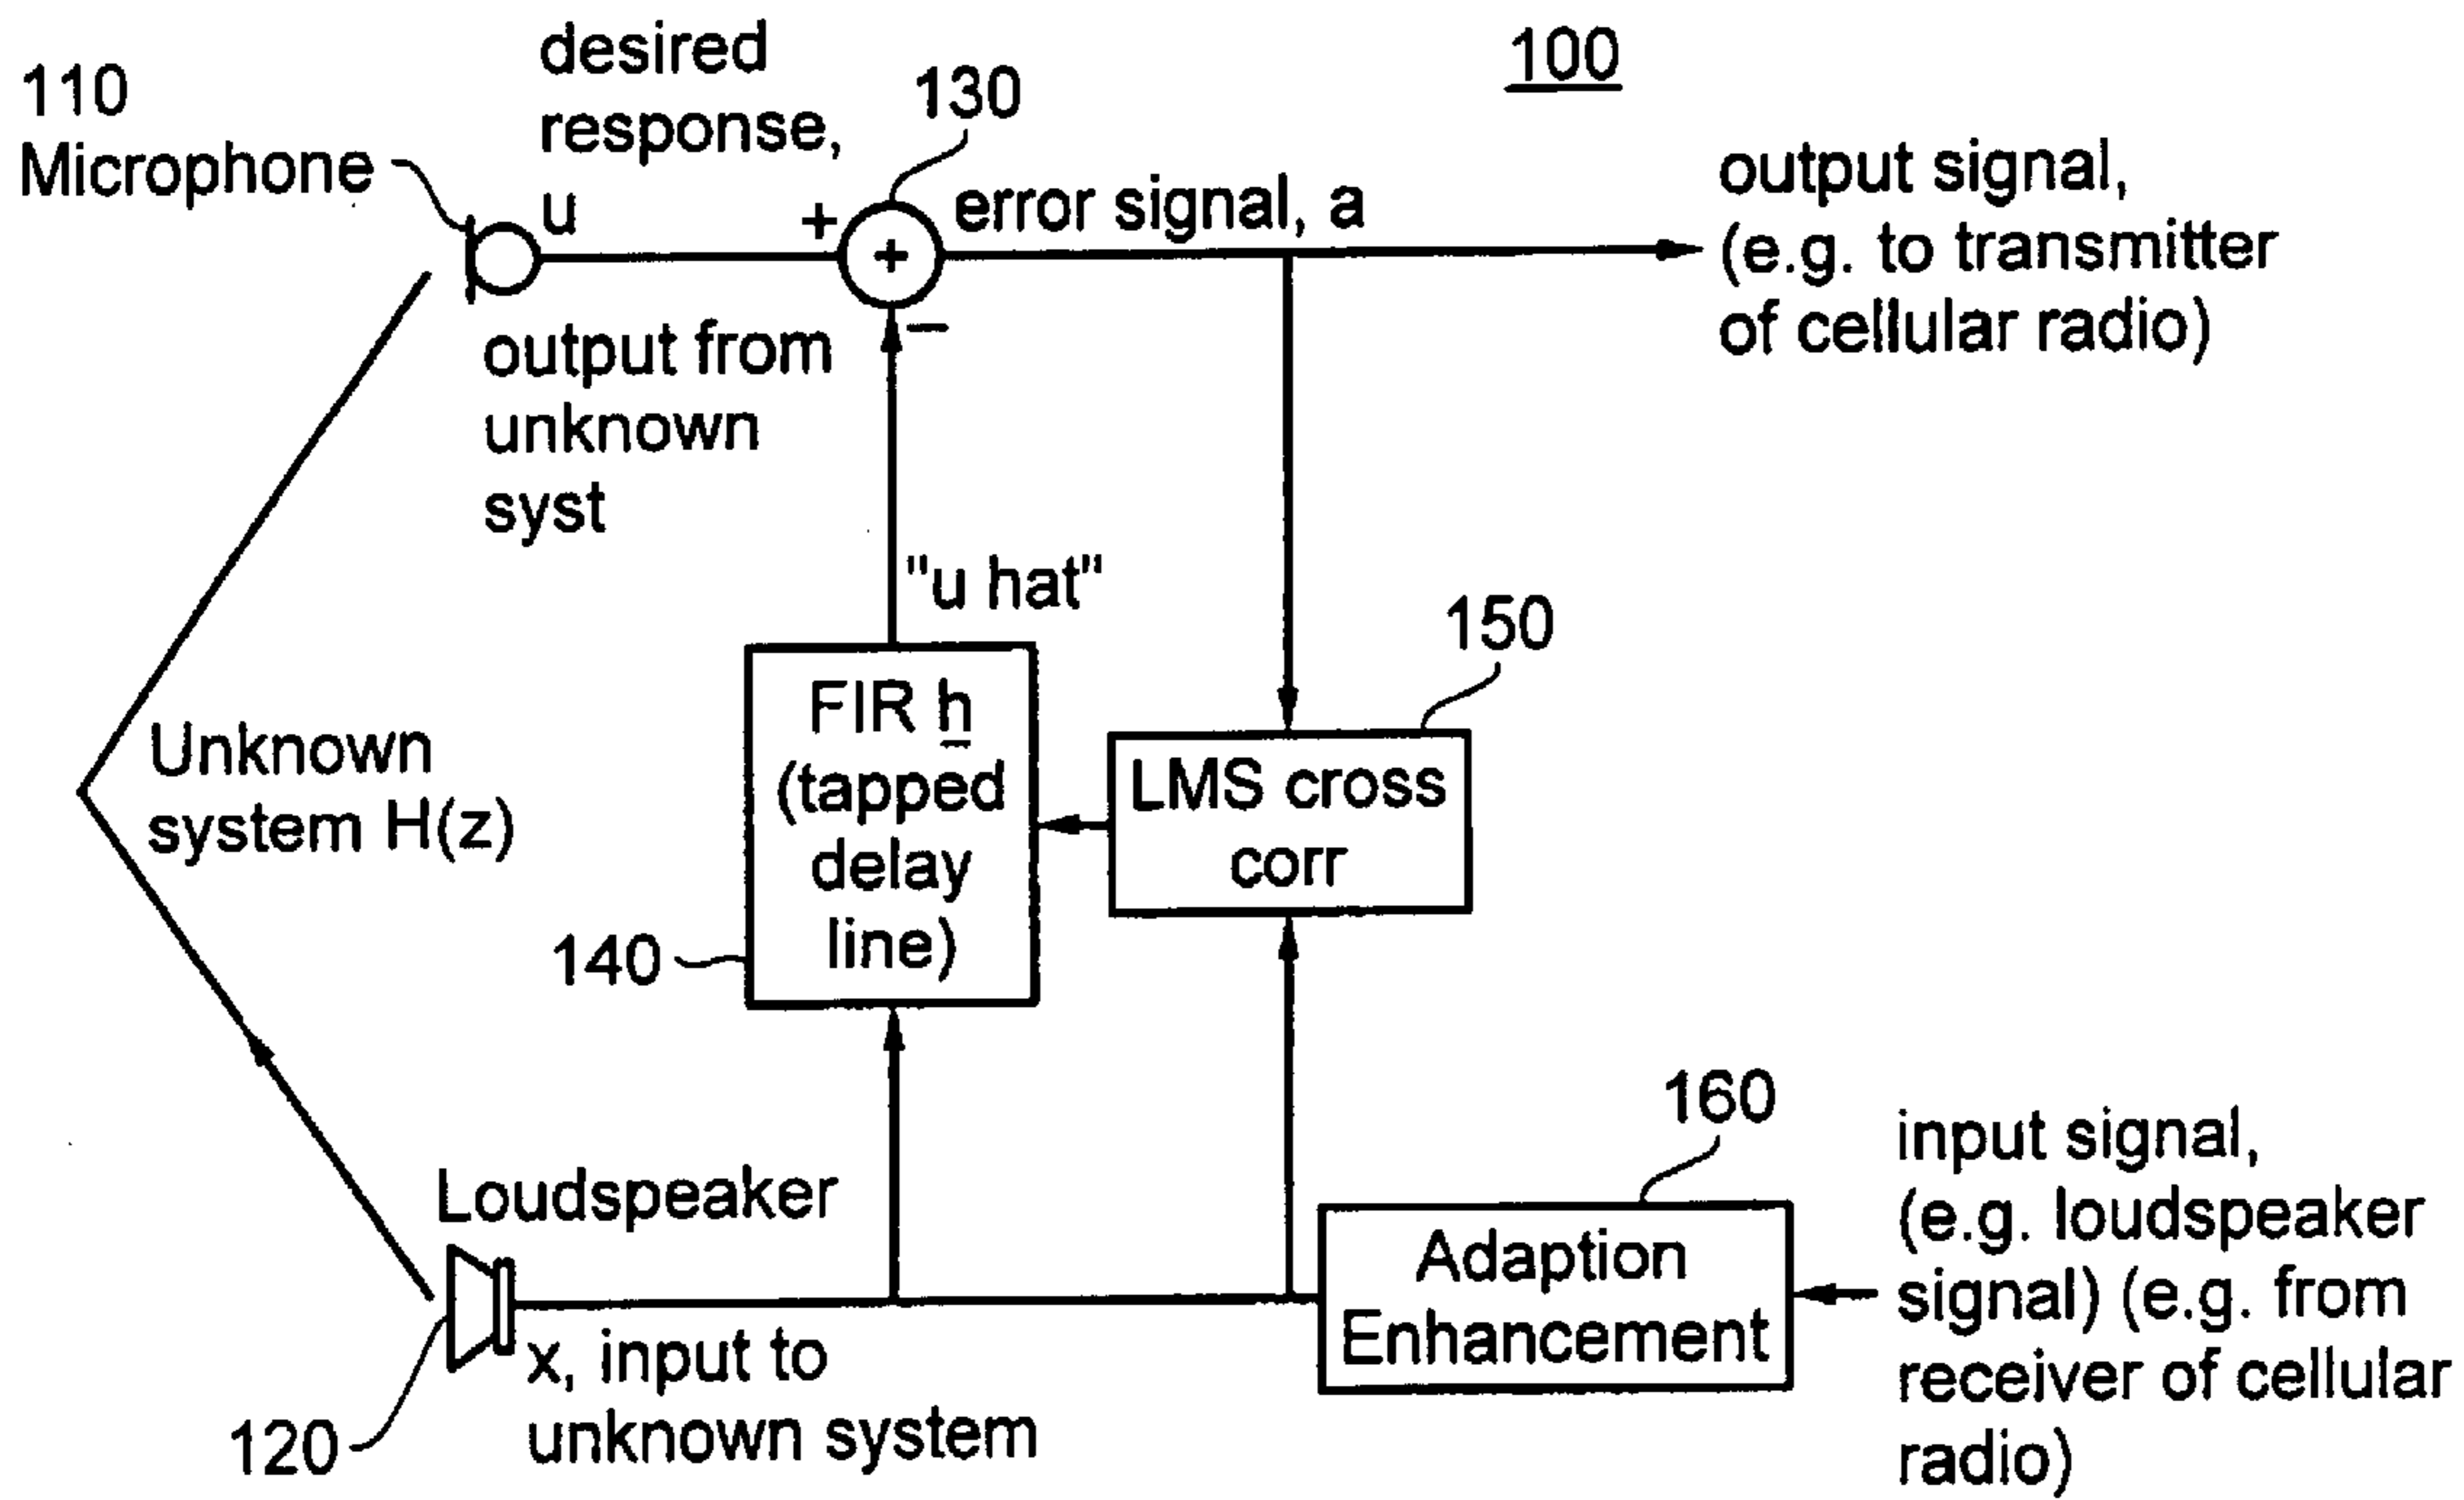 100
110
Microphone
desired
response,
u
130
+
+
error signal, a
output signal,
(e.g. to transmitter
of cellular radio)
−
output from
unknown
syst
"u hat"
150
FIR h
(tapped
delay
line)
LMS cross
corr
Unknown
system H(z)
140
160
Adaption
Enhancement
input signal,
(e.g. loudspeaker
signal) (e.g. from
receiver of cellular
radio)
Loudspeaker
x, input to
unknown system
120